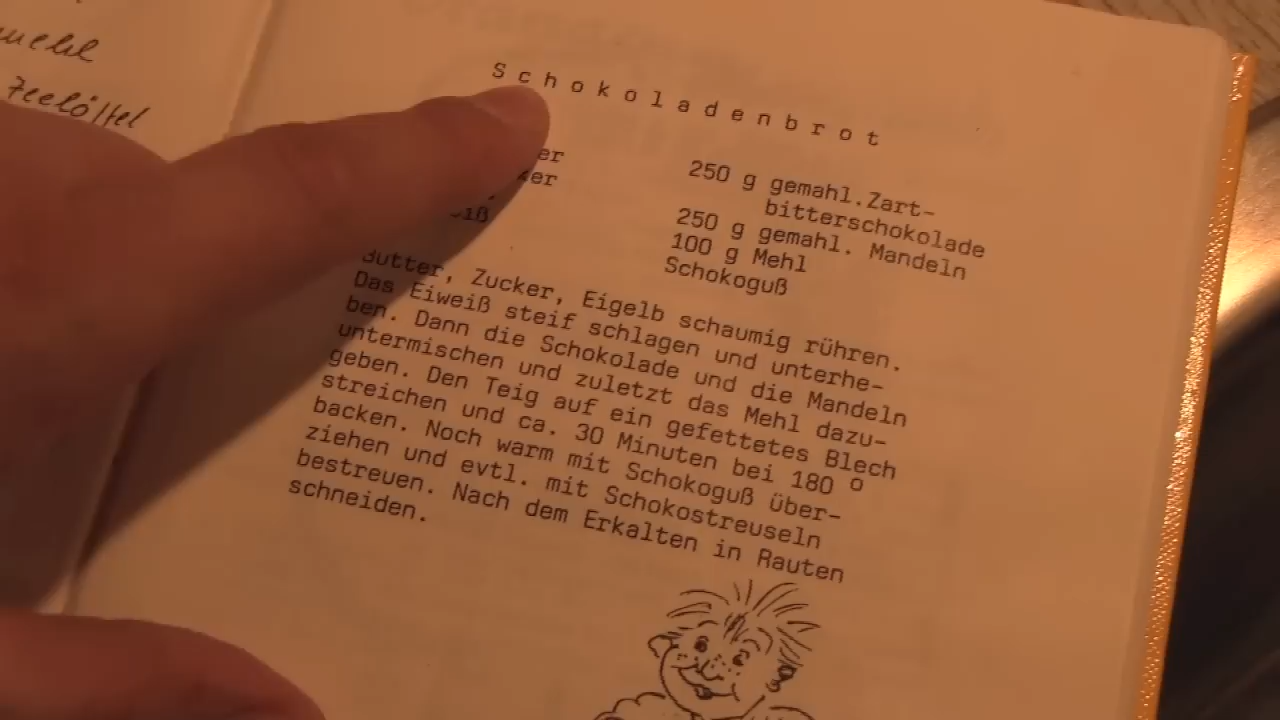 Zeelöffel
Schokoladenbrot
250 g gemahl.Zart-
bitterschokolade
250 g gemahl. Mandeln
100 g Mehl
Schokoguß
Butter, Zucker, Eigelb schaumig rühren.
Das Eiweiß steif schlagen und unterhe-
ben. Dann die Schokolade und die Mandeln
untermischen und zuletzt das Mehl dazu-
geben. Den Teig auf ein gefettetes Blech
streichen und ca. 30 Minuten bei 180 °
backen. Noch warm mit Schokoguß über-
ziehen und evtl. mit Schokostreuseln
bestreuen. Nach dem Erkalten in Rauten
schneiden.